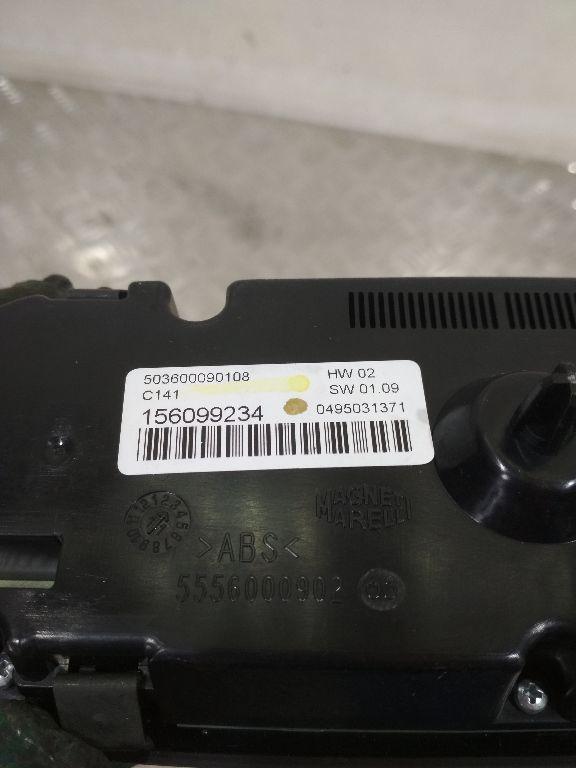 503600090108 HW 02
C141 SW 01.09
156099234 0495031371
MAGNETI
MARELLI
>ABS<
5556000902